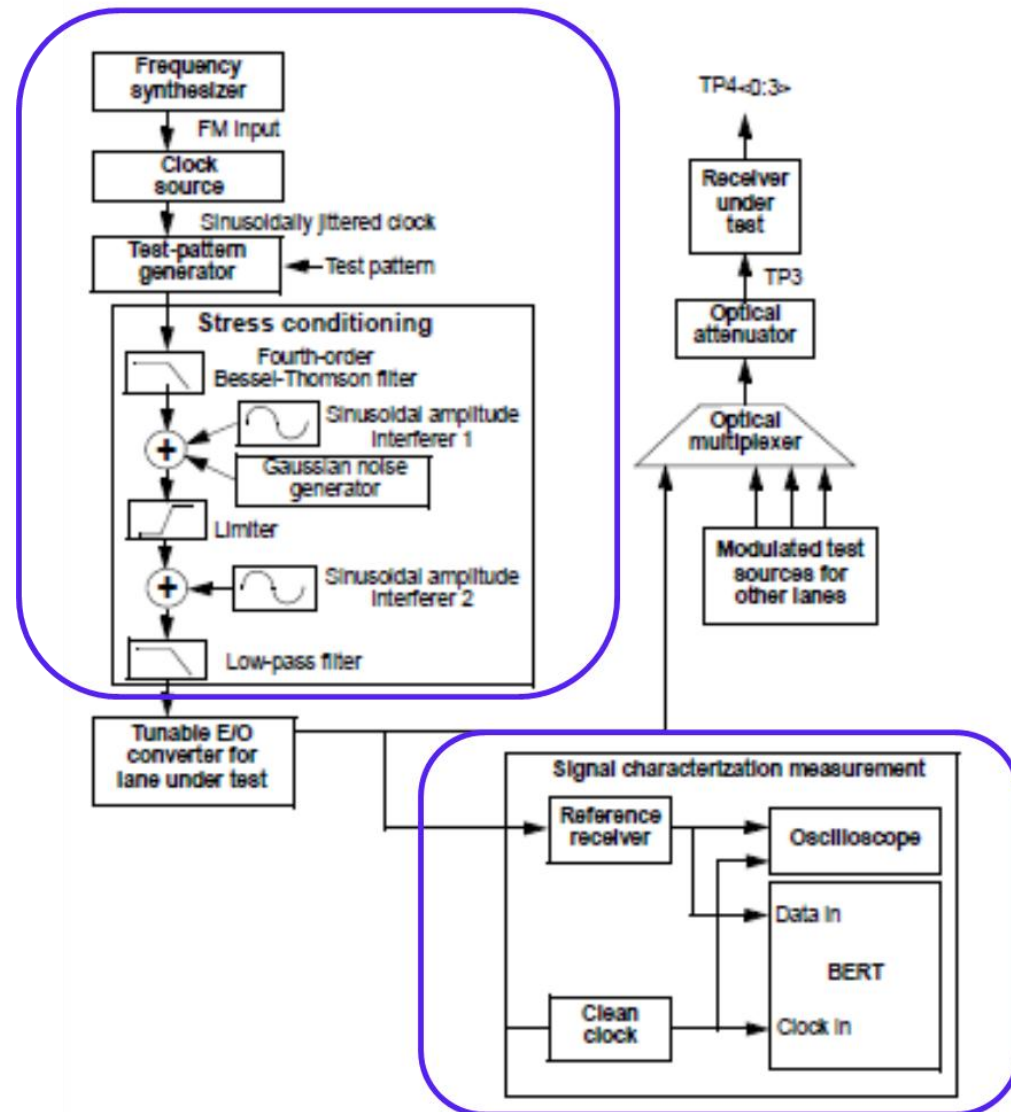 Frequency
synthesizer
FM Input
Clock
source
Sinusoidally jittered clock
Test-pattern
generator
Test pattern
Stress conditioning
Fourth-order
Bessel-Thomson filter
+
Sinusoidal amplitude
Interferer 1
Gaussian noise
generator
Limiter
+
Sinusoidal amplitude
Interferer 2
Low-pass filter
Tunable E/O
converter for
lane under test
TP4<0:3>
Receiver
under
test
TP3
Optical
attenuator
Optical
multiplexer
Modulated test
sources for
other lanes
Signal characterization measurement
Reference
receiver
Oscilloscope
Data In
BERT
Clean
clock
Clock In